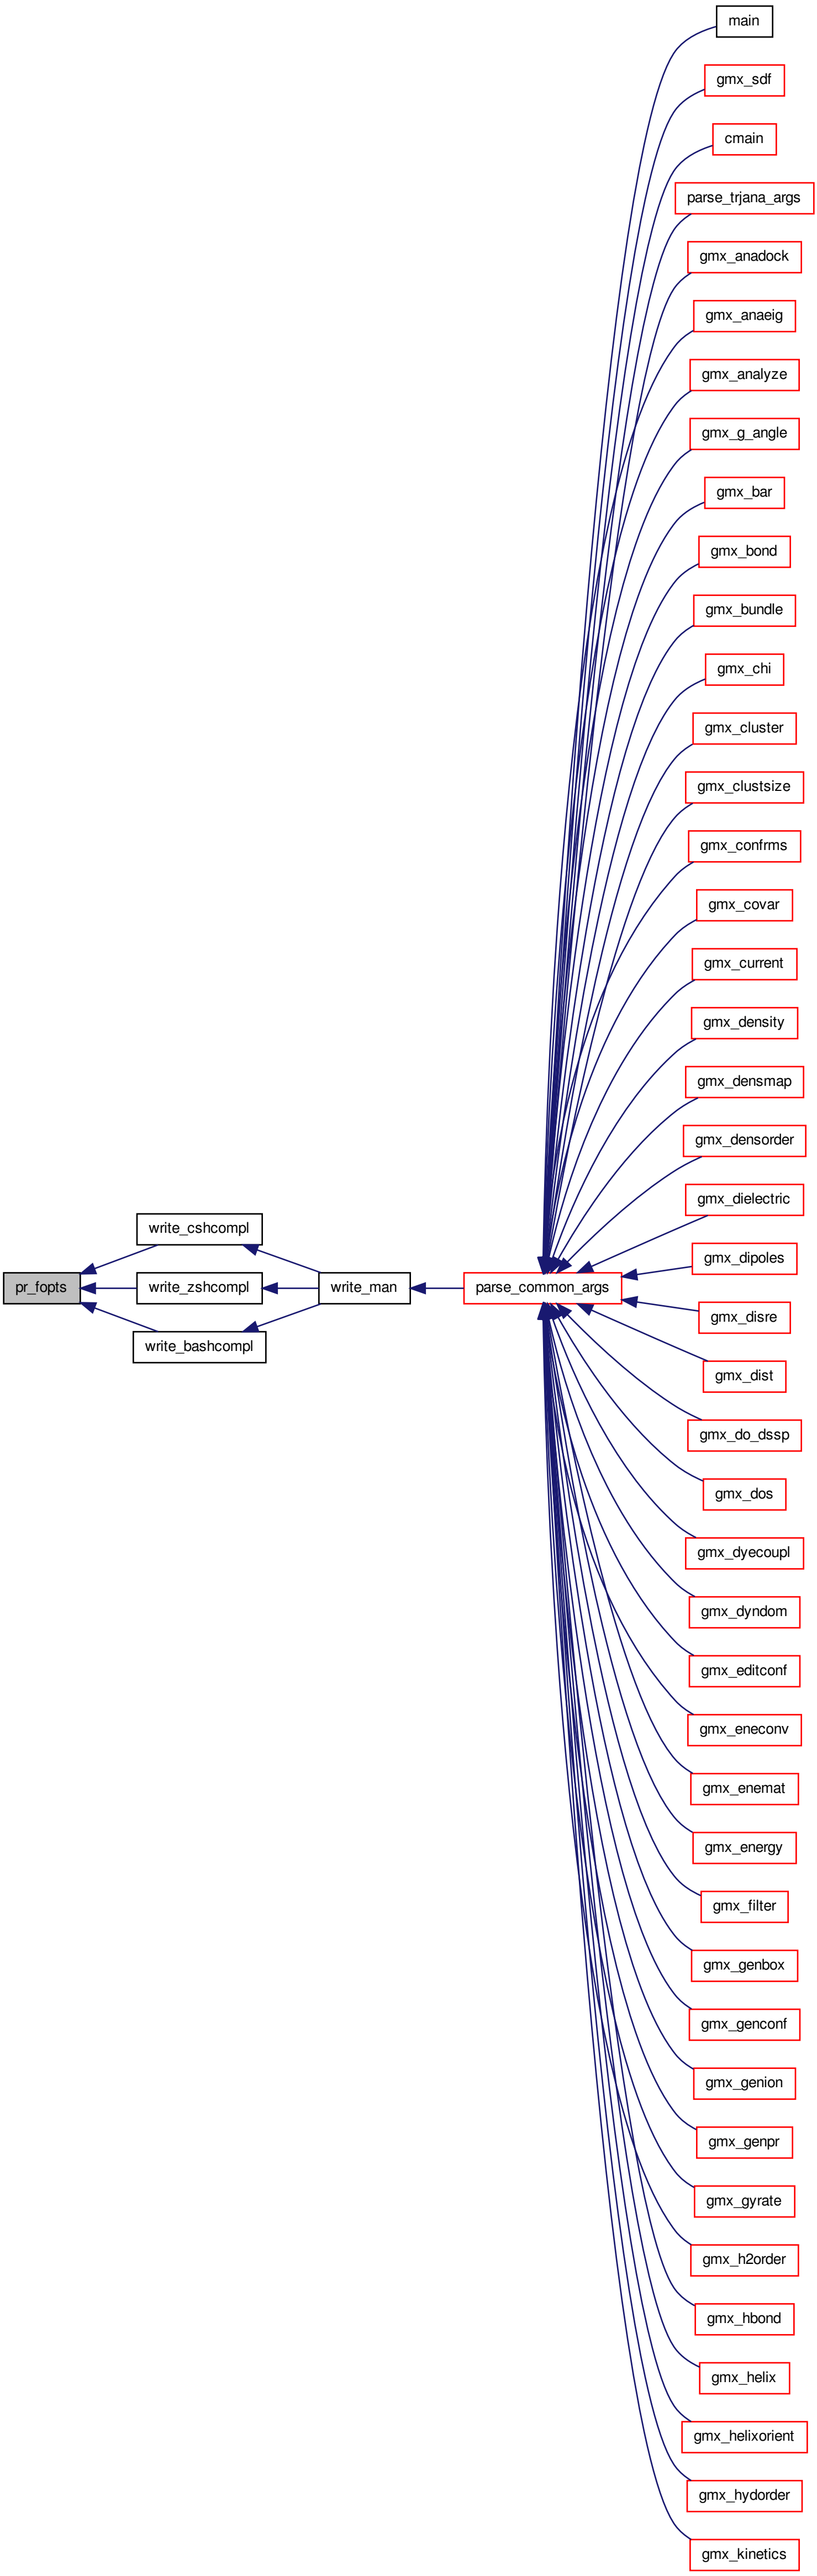 main
gmx_sdf
cmain
parse_trjana_args
gmx_anadock
gmx_anaeig
gmx_analyze
gmx_g_angle
gmx_bar
gmx_bond
gmx_bundle
gmx_chi
gmx_cluster
gmx_clustsize
gmx_confrms
gmx_covar
gmx_current
gmx_density
gmx_densmap
gmx_densorder
gmx_dielectric
write_cshcompl
gmx_dipoles
pr_fopts
write_zshcompl
write_man
parse_common_args
gmx_disre
write_bashcompl
gmx_dist
gmx_do_dssp
gmx_dos
gmx_dyecoupl
gmx_dyndom
gmx_editconf
gmx_eneconv
gmx_enemat
gmx_energy
gmx_filter
gmx_genbox
gmx_genconf
gmx_genion
gmx_genpr
gmx_gyrate
gmx_h2order
gmx_hbond
gmx_helix
gmx_helixorient
gmx_hydorder
gmx_kinetics